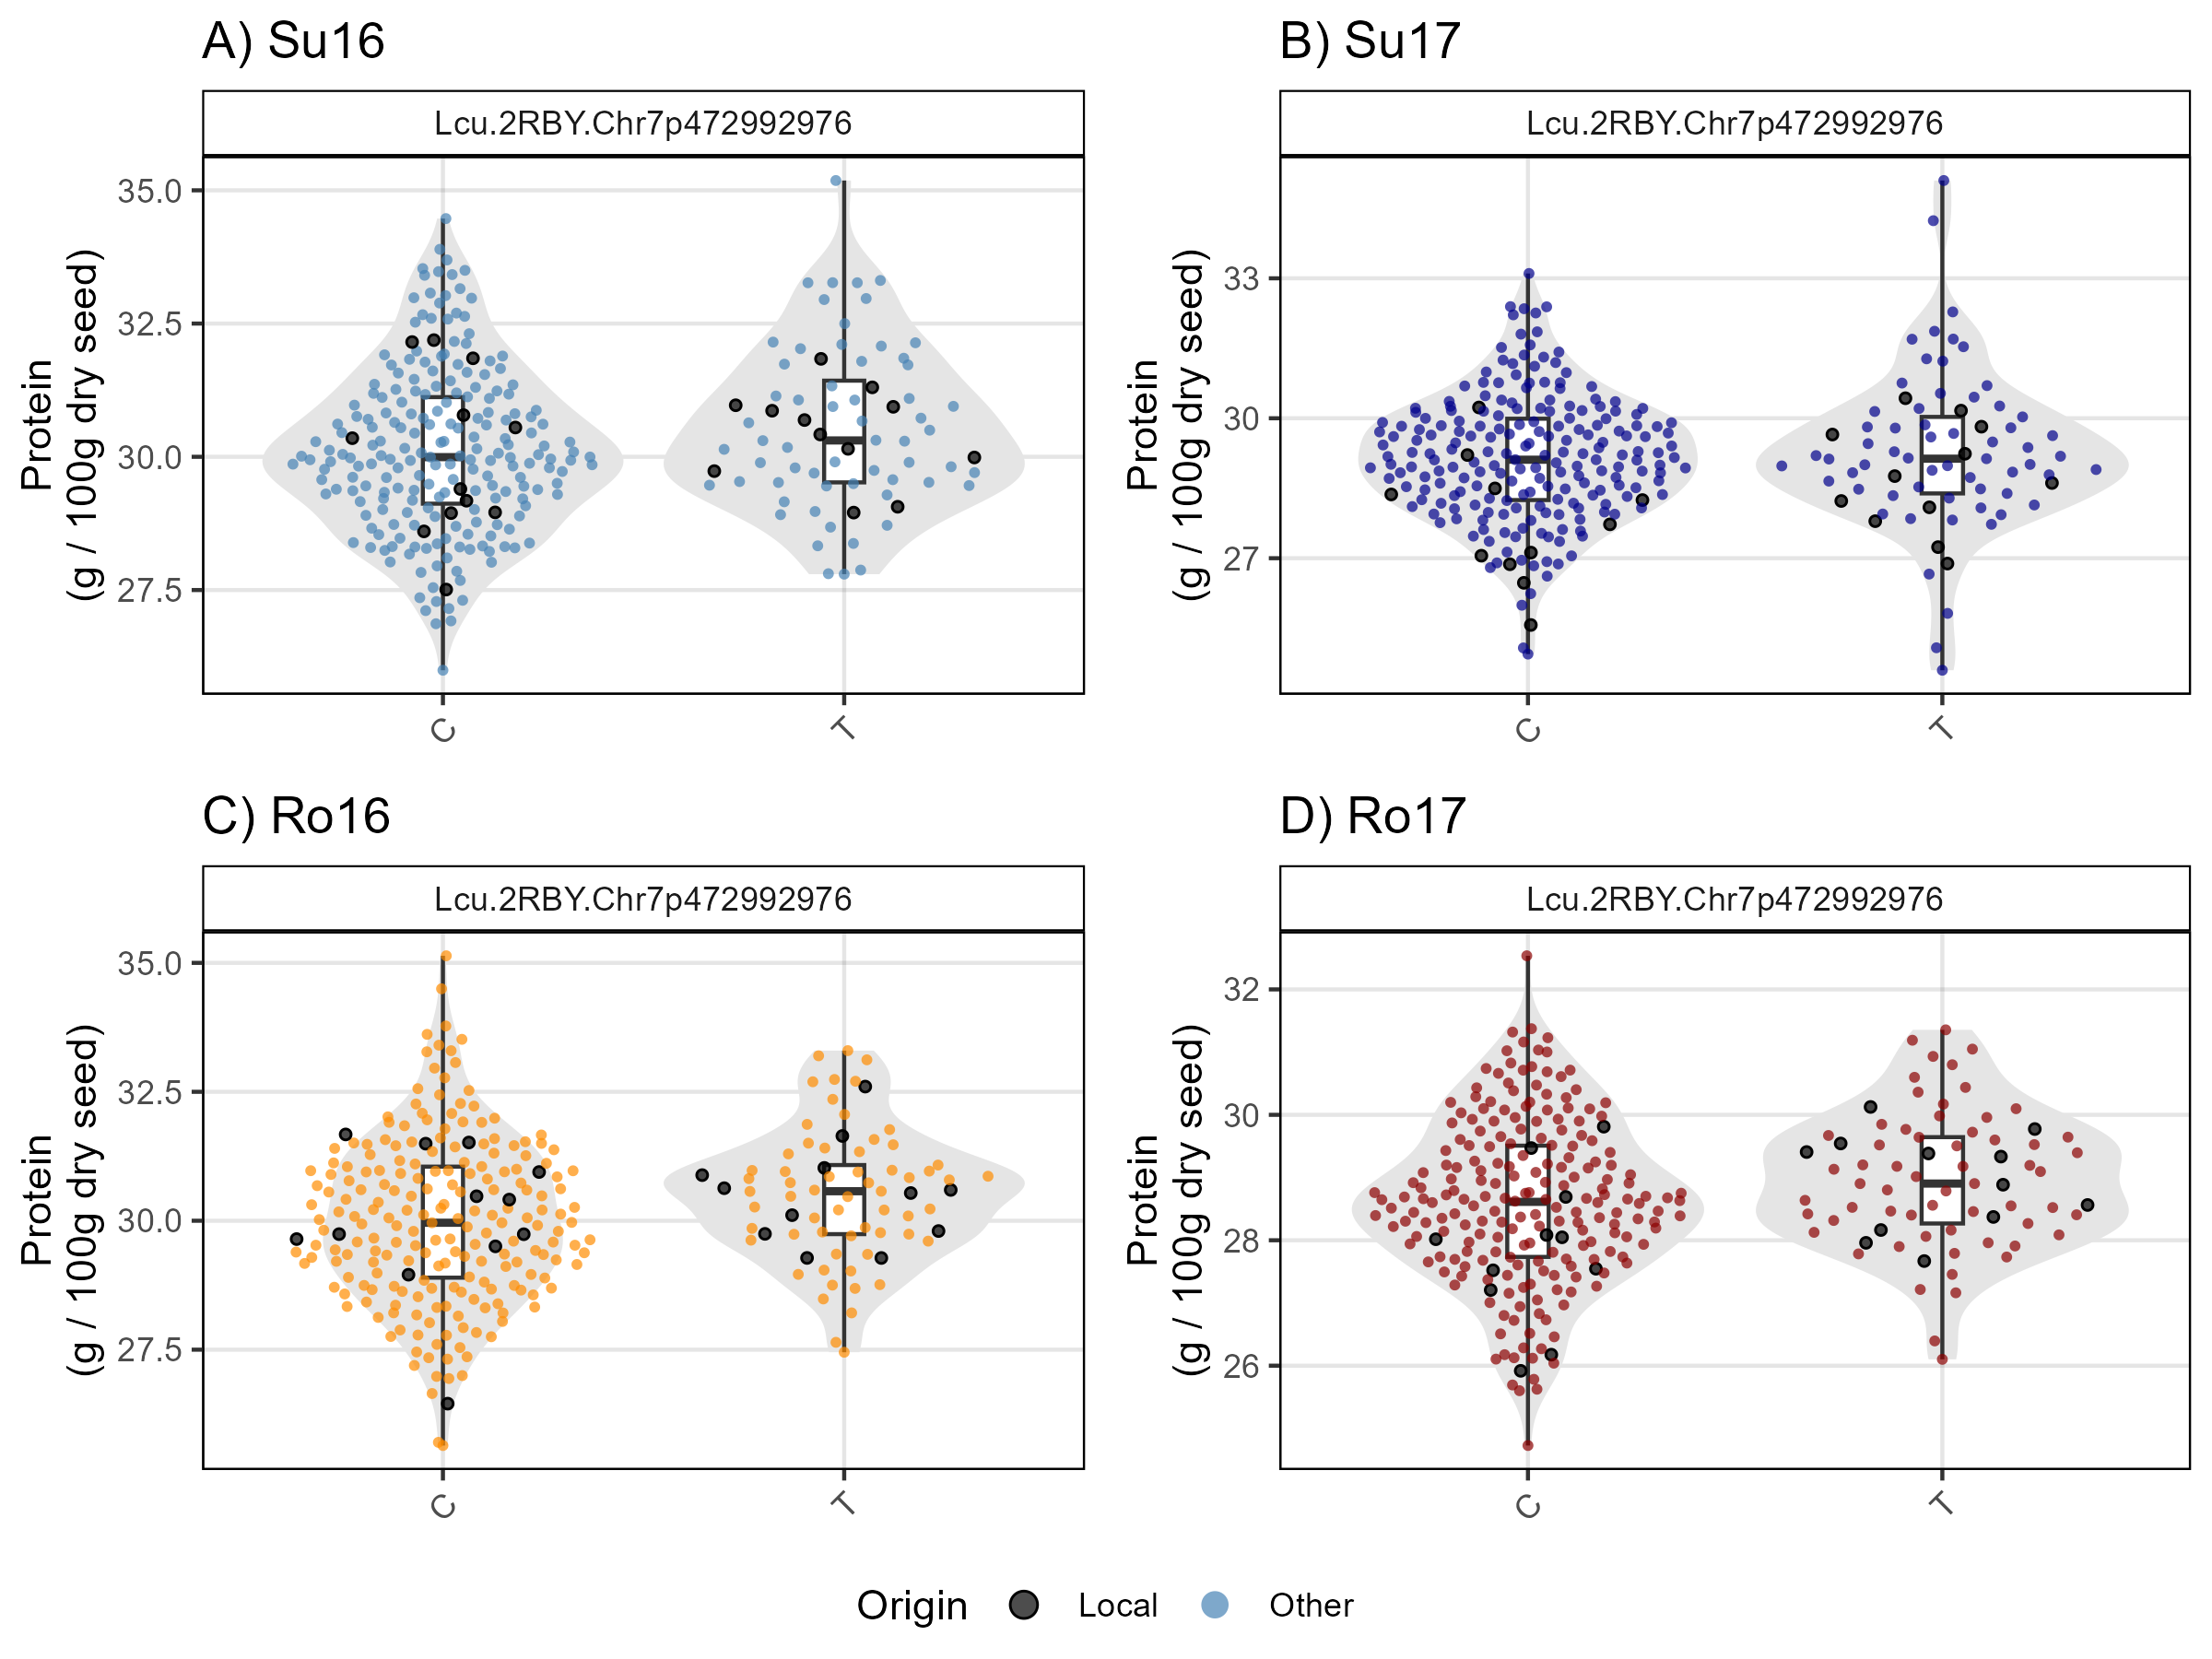 A) Su16
Lcu.2RBY.Chr7p472992976
Protein
(g / 100g dry seed)
35.0
32.5
30.0
27.5
C
T
B) Su17
Lcu.2RBY.Chr7p472992976
Protein
(g / 100g dry seed)
33
30
27
C
T
C) Ro16
Lcu.2RBY.Chr7p472992976
Protein
(g / 100g dry seed)
35.0
32.5
30.0
27.5
C
T
D) Ro17
Lcu.2RBY.Chr7p472992976
Protein
(g / 100g dry seed)
32
30
28
26
C
T
Origin Local Other